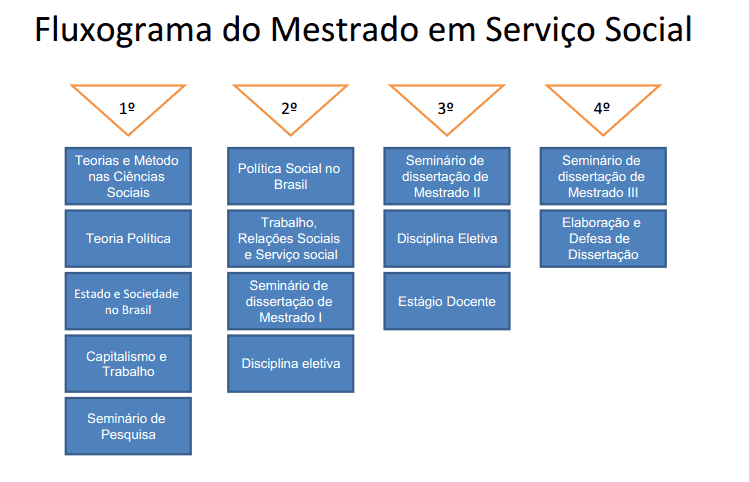 Fluxograma do Mestrado em Serviço Social
1º
2º
3º
4º
Teorias e Método
nas Ciências
Sociais
Teoria Política
Estado e Sociedade
no Brasil
Capitalismo e
Trabalho
Seminário de
Pesquisa
Política Social no
Brasil
Trabalho,
Relações Sociais
e Serviço social
Seminário de
dissertação de
Mestrado I
Disciplina eletiva
Seminário de
dissertação de
Mestrado II
Disciplina Eletiva
Estágio Docente
Seminário de
dissertação de
Mestrado III
Elaboração e
Defesa de
Dissertação